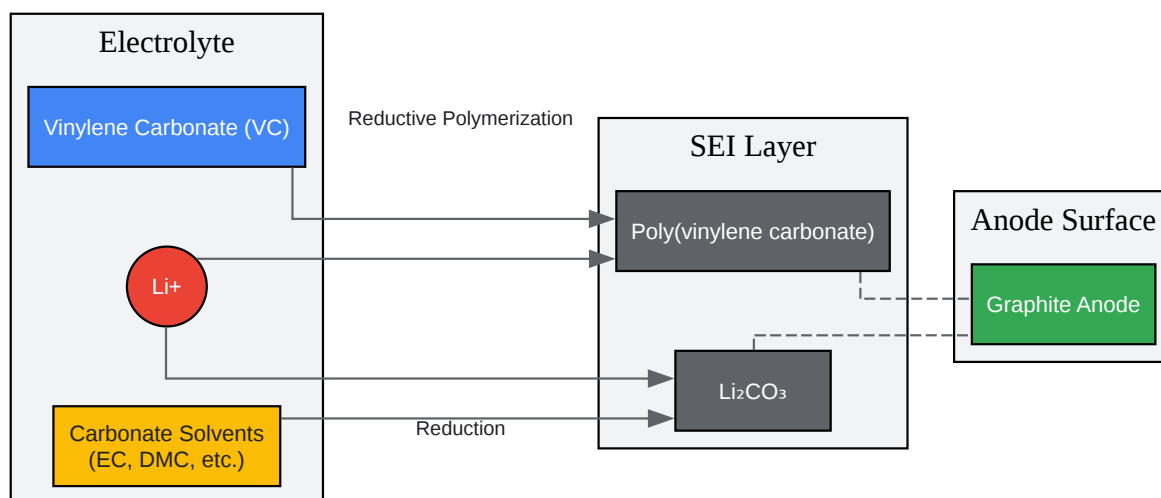 Electrolyte
Vinylene Carbonate (VC)
Reductive Polymerization
SEI Layer
Poly(vinylene carbonate)
Anode Surface
Li+
Graphite Anode
Li₂CO₃
Carbonate Solvents
(EC, DMC, etc.)
Reduction